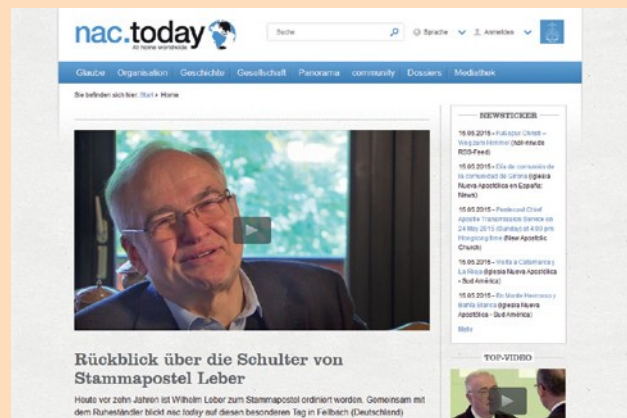 nac.today
At home worldwide
Suche
Sprache
Anmelden
Glaube Organisation Geschichte Gesellschaft Panorama community Dossiers Mediathek
Sie befinden sich hier: Start Home
NEWSTICKER
15.05.2015 -
Weg zum Himmel (nak-nrw.de
RSS-Feed)
15.05.2015 - Día de comunión de
la comunidad de Girona (Iglesia
Nueva Apostólica en España:
News)
15.05.2015 - Pentecost Chief
Apostle Transmission Service on
24 May 2015 (Sunday) at 4:00 pm
Hongkong time (New Apostolic
Church)
15.05.2015 - Visita a Catamarca y
La Rioja (Iglesia Nueva Apostólica
- Sud América)
15.05.2015 - En Monte Hermoso y
Bahía Blanca (Iglesia Nueva
Apostólica - Sud América)
Mehr
TOP-VIDEO
Rückblick über die Schulter von
Stammapostel Leber
Heute vor zehn Jahren ist Wilhelm Leber zum Stammapostel ordiniert worden. Gemeinsam mit
dem Ruheständler blickt nac.today auf diesen besonderen Tag in Fellbach (Deutschland)